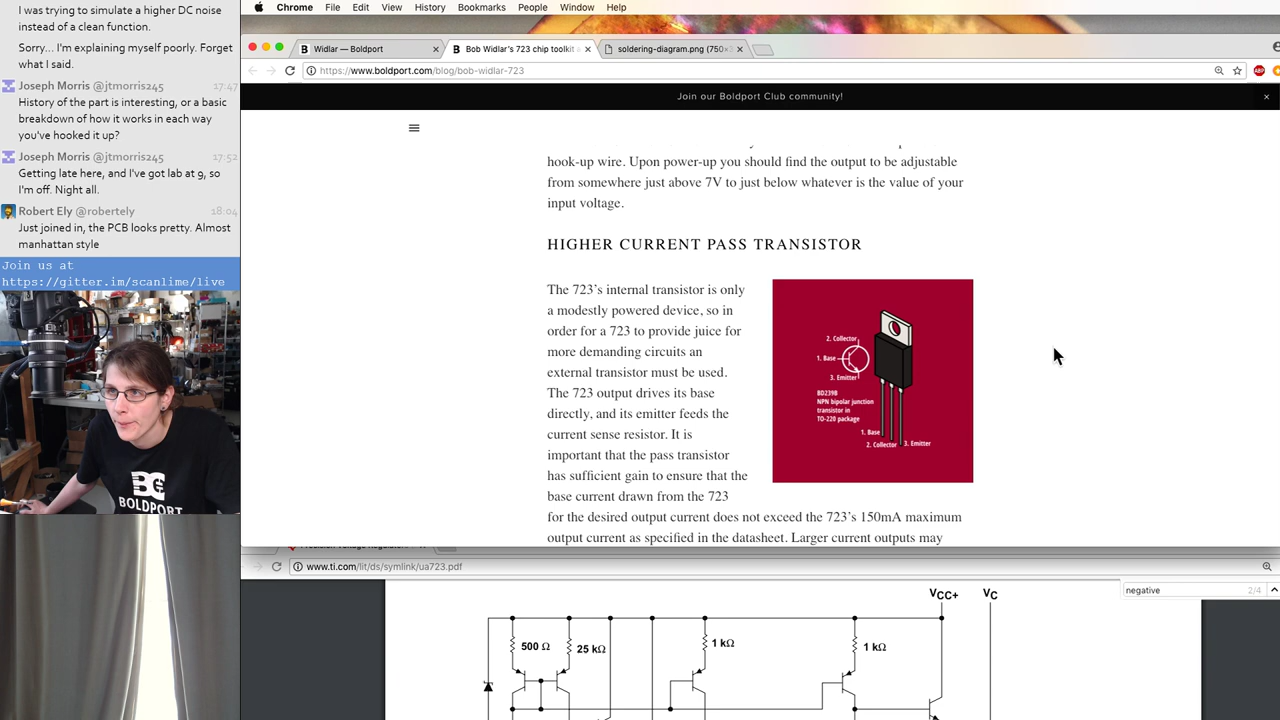 I was trying to simulate a higher DC noise
instead of a clean function.
Sorry... I'm explaining myself poorly. Forget
what I said.
Joseph Morris @jtmorris245 17:47
History of the part is interesting, or a basic
breakdown of how it works in each way
you've hooked it up?
Joseph Morris @jtmorris245 17:52
Getting late here, and I've got lab at 9, so
I'm off. Night all.
Robert Ely @robertely 18:04
Just joined in, the PCB looks pretty. Almost
manhattan style
Join us at
https://gitter.im/scanlime/live
BOLDPORT
Chrome File Edit View History Bookmarks People Window Help
Widlar — Boldport
Bob Widlar's 723 chip toolkit
soldering-diagram.png (750×
https://www.boldport.com/blog/bob-widlar-723
ABP
Join our Boldport Club community!
hook-up wire. Upon power-up you should find the output to be adjustable
from somewhere just above 7V to just below whatever is the value of your
input voltage.
HIGHER CURRENT PASS TRANSISTOR
The 723's internal transistor is only
a modestly powered device, so in
order for a 723 to provide juice for
more demanding circuits an
external transistor must be used.
The 723 output drives its base
directly, and its emitter feeds the
current sense resistor. It is
important that the pass transistor
has sufficient gain to ensure that the
base current drawn from the 723
for the desired output current does not exceed the 723's 150mA maximum
output current as specified in the datasheet. Larger current outputs may
2. Collector
1. Base
3. Emitter
BD239B
NPN bipolar junction
transistor in
TO-220 package
1. Base
2. Collector
3. Emitter
www.ti.com/lit/ds/symlink/ua723.pdf
negative 2/4
VCC+
VC
500 Ω
25 kΩ
1 kΩ
1 kΩ